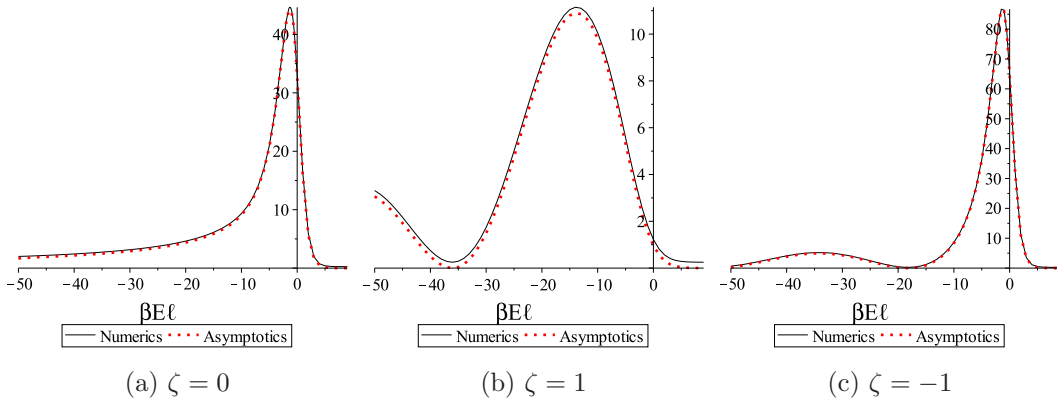 40
30
20
10
−50 −40 −30 −20 −10 0
βEℓ
Numerics Asymptotics
(a) ζ = 0
10
8
6
4
2
−50 −40 −30 −20 −10 0
βEℓ
Numerics Asymptotics
(b) ζ = 1
80
70
60
50
40
30
20
10
−50 −40 −30 −20 −10 0
βEℓ
Numerics Asymptotics
(c) ζ = −1